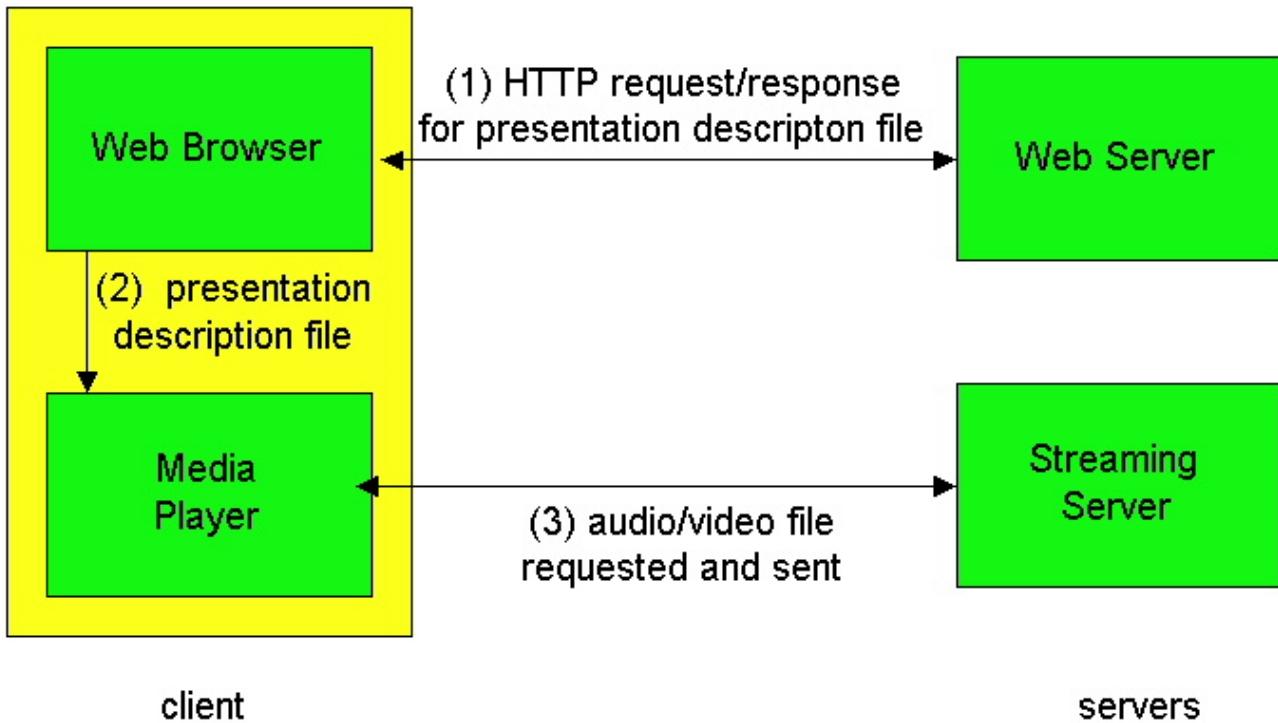 (1) HTTP request/response
for presentation descripton file
Web Browser
Web Server
(2) presentation
description file
Media
Player
(3) audio/video file
requested and sent
Streaming
Server
client
servers